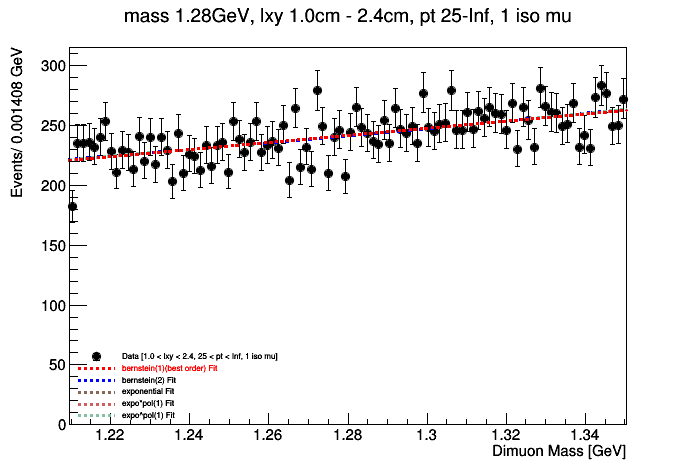 mass 1.28GeV, lxy 1.0cm - 2.4cm, pt 25-Inf, 1 iso mu
Events/ 0.001408 GeV
300
250
200
150
100
50
0
Data [1.0 < lxy < 2.4, 25 < pt < Inf, 1 iso mu]
bernstein(1)(best order) Fit
bernstein(2) Fit
exponential Fit
expo*pol(1) Fit
expo^pol(1) Fit
1.22 1.24 1.26 1.28 1.3 1.32 1.34
Dimuon Mass [GeV]